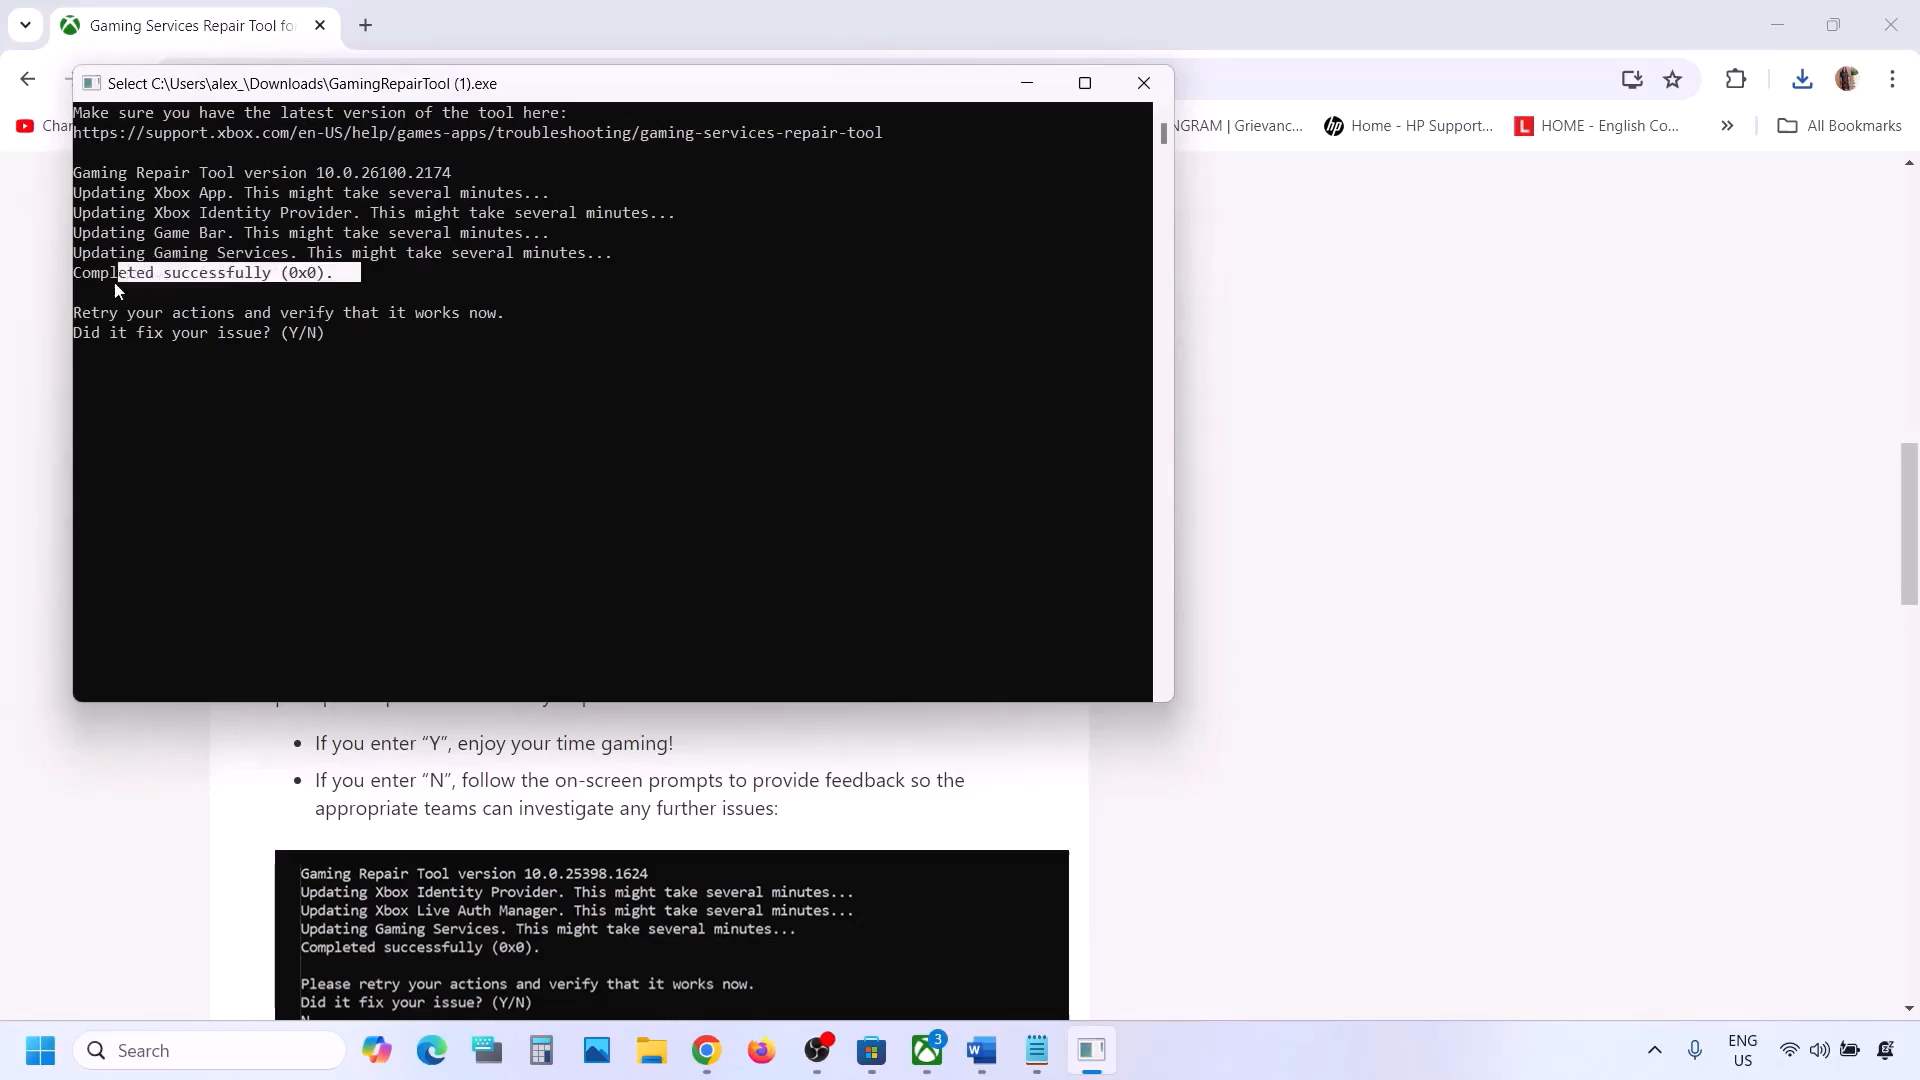 Gaming Services Repair Tool fo
Select C:\Users\alex_\Downloads\GamingRepairTool (1).exe
Make sure you have the latest version of the tool here:
https://support.xbox.com/en-US/help/games-apps/troubleshooting/gaming-services-repair-tool
Char
NGRAM | Grievanc...
Home - HP Support...
HOME - English Co...
All Bookmarks
Gaming Repair Tool version 10.0.26100.2174
Updating Xbox App. This might take several minutes...
Updating Xbox Identity Provider. This might take several minutes...
Updating Game Bar. This might take several minutes...
Updating Gaming Services. This might take several minutes...
Completed successfully (0x0).
Retry your actions and verify that it works now.
Did it fix your issue? (Y/N)
• If you enter “Y”, enjoy your time gaming!
• If you enter “N”, follow the on-screen prompts to provide feedback so the
appropriate teams can investigate any further issues:
Gaming Repair Tool version 10.0.25398.1624
Updating Xbox Identity Provider. This might take several minutes...
Updating Xbox Live Auth Manager. This might take several minutes...
Updating Gaming Services. This might take several minutes...
Completed successfully (0x0).
Please retry your actions and verify that it works now.
Did it fix your issue? (Y/N)
Search
3
ENG
US